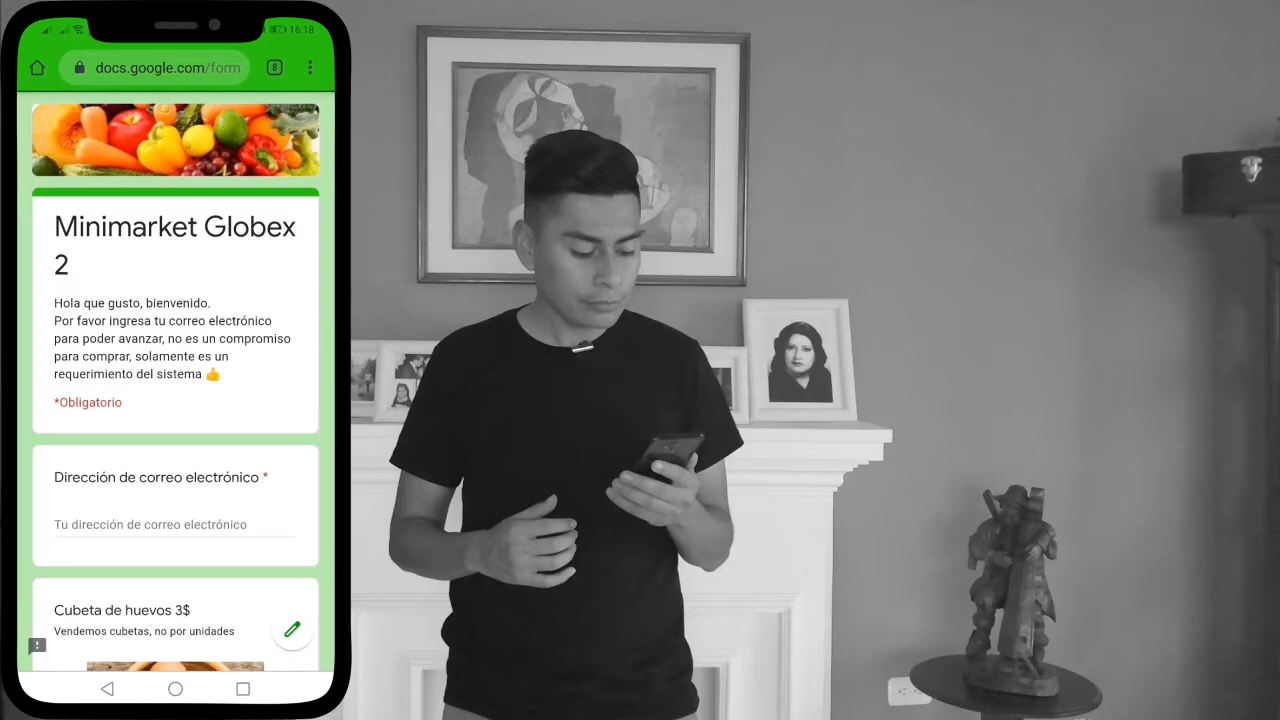 16:18
docs.google.com/form
8
Minimarket Globex
2
Hola que gusto, bienvenido.
Por favor ingresa tu correo electrónico
para poder avanzar, no es un compromiso
para comprar, solamente es un
requerimiento del sistema 👍
*Obligatorio
Dirección de correo electrónico *
Tu dirección de correo electrónico
Cubeta de huevos 3$
Vendemos cubetas, no por unidades